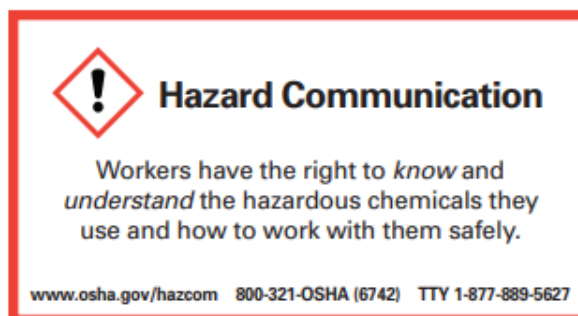 Hazard Communication
Workers have the right to know and
understand the hazardous chemicals they
use and how to work with them safely.
www.osha.gov/hazcom 800-321-OSHA (6742) TTY 1-877-889-5627